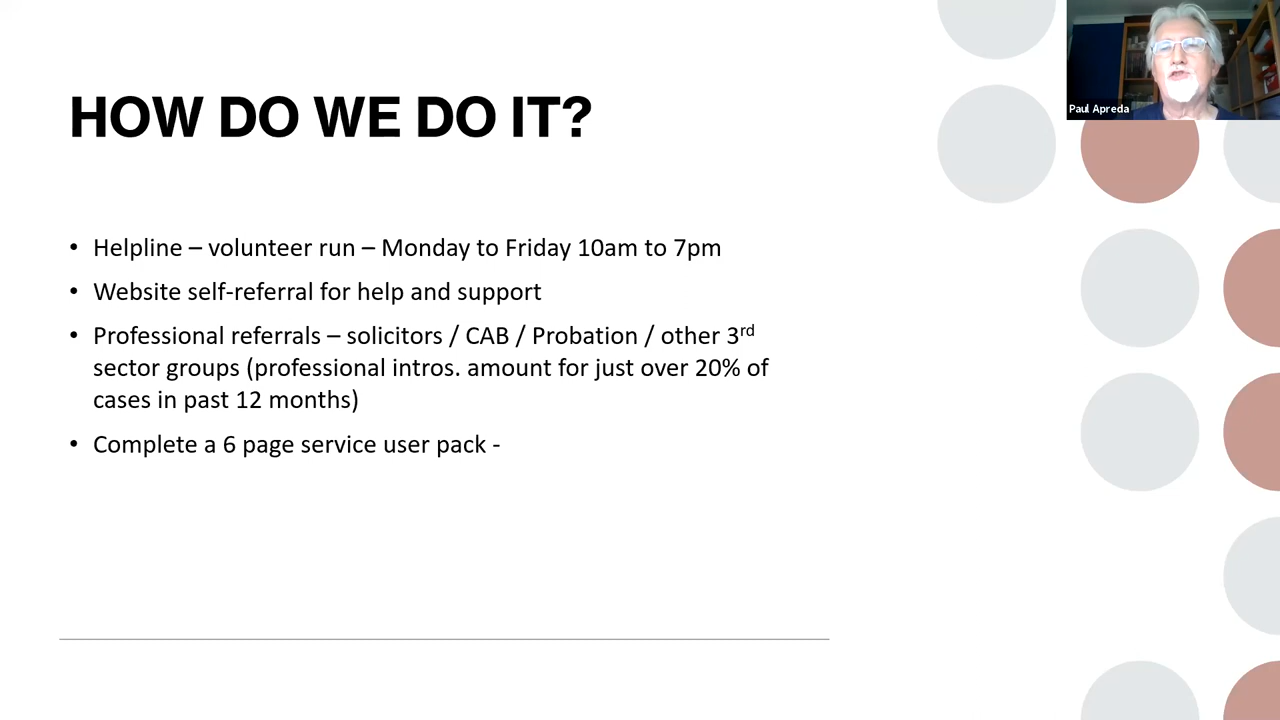 Paul Apreda
HOW DO WE DO IT?
• Helpline – volunteer run – Monday to Friday 10am to 7pm
• Website self-referral for help and support
• Professional referrals – solicitors / CAB / Probation / other 3rd
sector groups (professional intros. amount for just over 20% of
cases in past 12 months)
• Complete a 6 page service user pack -